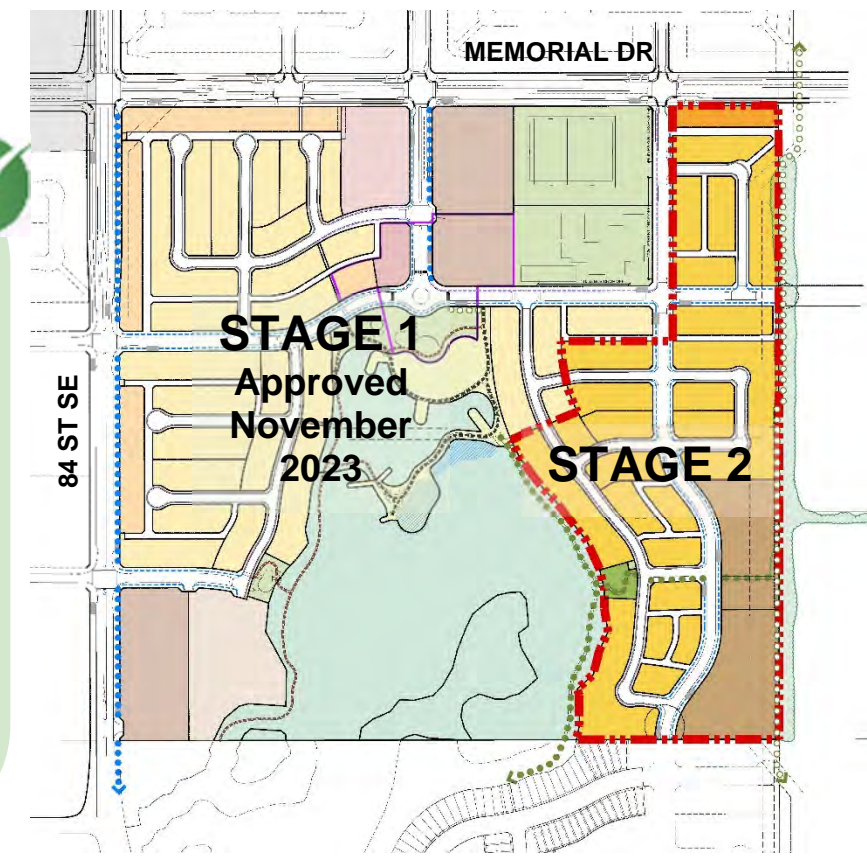 MEMORIAL DR
STAGE 1
Approved
November
2023
84 ST SE
STAGE 2